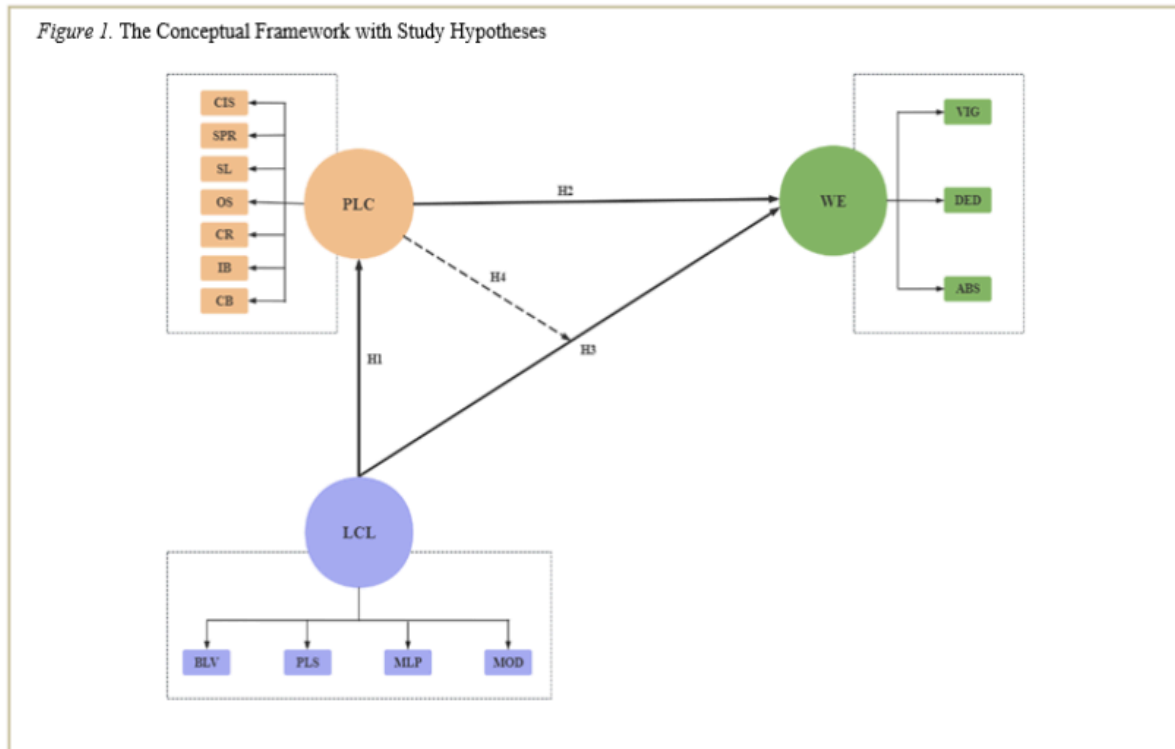 Figure 1. The Conceptual Framework with Study Hypotheses
CIS
SPR
SL
OS
CR
IB
CB
PLC
H2
WE
VIG
DED
ABS
H4
H3
H1
LCL
BLV
PLS
MLP
MOD